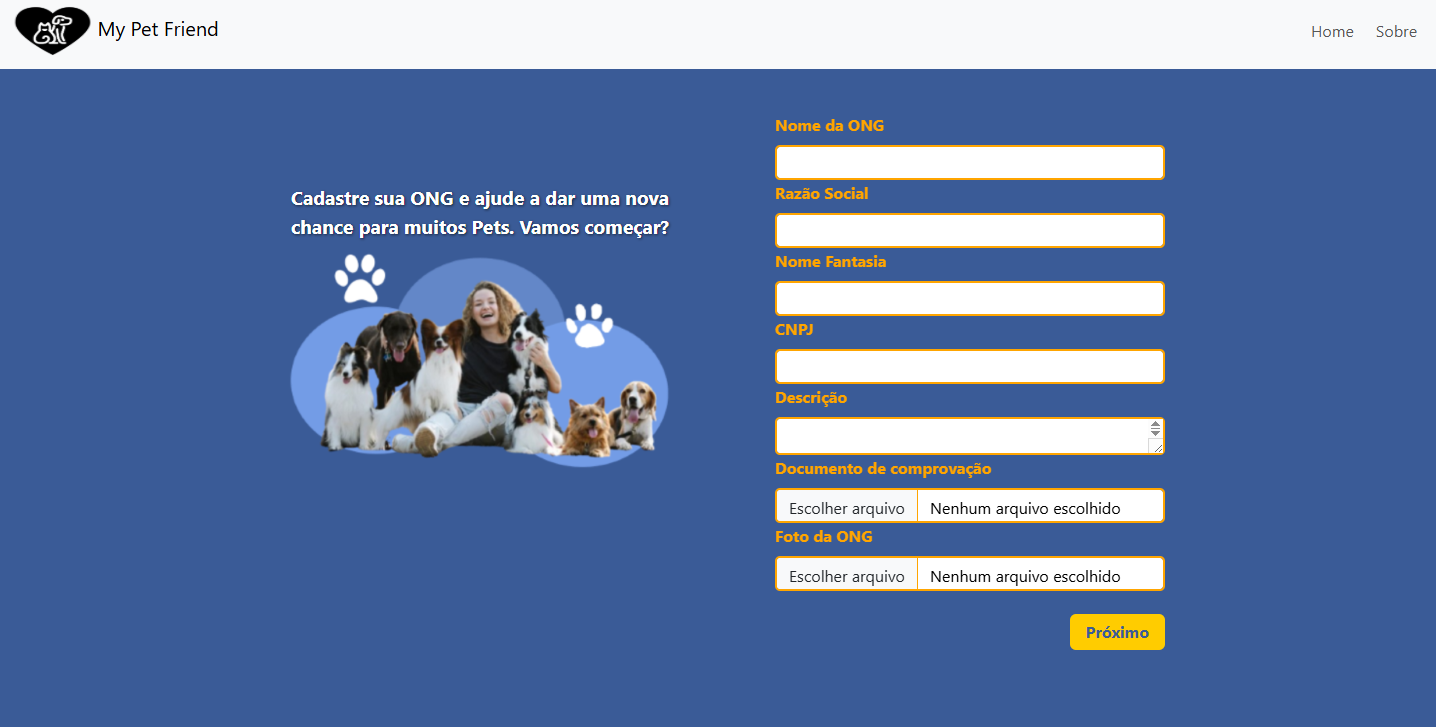 My Pet Friend
Home
Sobre
Cadastre sua ONG e ajude a dar uma nova
chance para muitos Pets. Vamos começar?
Nome da ONG
Razão Social
Nome Fantasia
CNPJ
Descrição
Documento de comprovação
Escolher arquivo Nenhum arquivo escolhido
Foto da ONG
Escolher arquivo Nenhum arquivo escolhido
Próximo